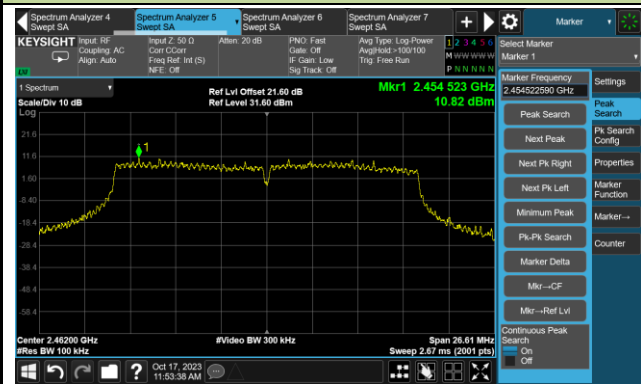 Spectrum Analyzer 4
Swept SA
Spectrum Analyzer 5
Swept SA
Spectrum Analyzer 6
Swept SA
Spectrum Analyzer 7
Swept SA
Marker
KEYSIGHT
Input: RF
Coupling: AC
Align: Auto
Input Z: 50 Ω
Corr CCorr
Freq Ref: Int (S)
NFE: Off
Atten: 20 dB
PNO: Fast
Gate: Off
IF Gain: Low
Sig Track: Off
Avg Type: Log-Power
Avg|Hold:>100/100
Trig: Free Run
1 2 3 4 5 6
M W W W W W
P N N N N N
Select Marker
Marker 1
LXI
1 Spectrum
Scale/Div 10 dB
Log
Ref Lvl Offset 21.60 dB
Ref Level 31.60 dBm
Mkr1 2.454 523 GHz
10.82 dBm
21.6
11.6
1.60
-8.40
-18.4
-28.4
-38.4
-48.4
-58.4
1
Center 2.46200 GHz
#Res BW 100 kHz
#Video BW 300 kHz
Span 26.61 MHz
Sweep 2.67 ms (2001 pts)
Marker Frequency
2.454522590 GHz
Peak Search
Next Peak
Next Pk Right
Next Pk Left
Minimum Peak
Pk-Pk Search
Marker Delta
Mkr→CF
Mkr→Ref Lvl
Continuous Peak
Search
On
Off
Settings
Peak
Search
Pk Search
Config
Properties
Marker
Function
Marker→
Counter
Oct 17, 2023
11:53:38 AM